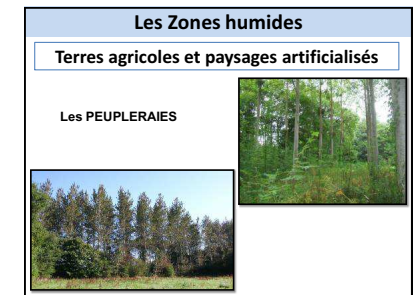 Les Zones humides
Terres agricoles et paysages artificialisés
Les PEUPLERAIES